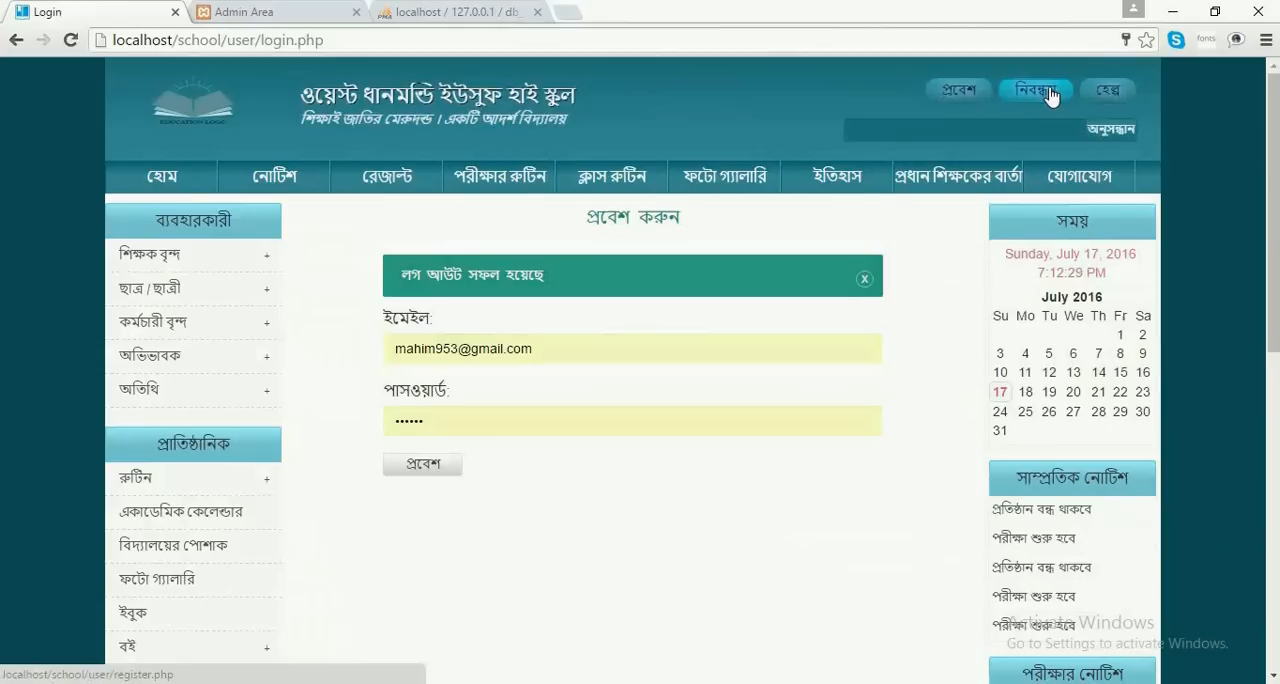 Login
Admin Area
localhost / 127.0.0.1 / db_
localhost/school/user/login.php
fonts
EDUCATION LOGO
ওয়েস্ট ধানমন্ডি ইউসুফ হাই স্কুল
শিক্ষাই জাতির মেরুদন্ড । একটি আদর্শ বিদ্যালয়
প্রবেশ
নিবন্ধন
হেল্প
অনুসন্ধান
হোম
নোটিশ
রেজাল্ট
পরীক্ষার রুটিন
ক্লাস রুটিন
ফটো গ্যালারি
ইতিহাস
প্রধান শিক্ষকের বার্তা
যোগাযোগ
ব্যবহারকারী
শিক্ষক বৃন্দ +
ছাত্র / ছাত্রী +
কর্মচারী বৃন্দ +
অভিভাবক +
অতিথি +
প্রাতিষ্ঠানিক
রুটিন +
একাডেমিক কেলেন্ডার
বিদ্যালয়ের পোশাক
ফটো গ্যালারি
ইবুক
বই +
প্রবেশ করুন
লগ আউট সফল হয়েছে
x
ইমেইল:
mahim953@gmail.com
পাসওয়ার্ড:
••••••
প্রবেশ
সময়
Sunday, July 17, 2016
7:12:29 PM
July 2016
Su Mo Tu We Th Fr Sa
1 2
3 4 5 6 7 8 9
10 11 12 13 14 15 16
17 18 19 20 21 22 23
24 25 26 27 28 29 30
31
সাম্প্রতিক নোটিশ
প্রতিষ্ঠান বন্ধ থাকবে
পরীক্ষা শুরু হবে
প্রতিষ্ঠান বন্ধ থাকবে
পরীক্ষা শুরু হবে
পরীক্ষা শুরু হবে
পরীক্ষার নোটিশ
Activate Windows
Go to Settings to activate Windows.
localhost/school/user/register.php